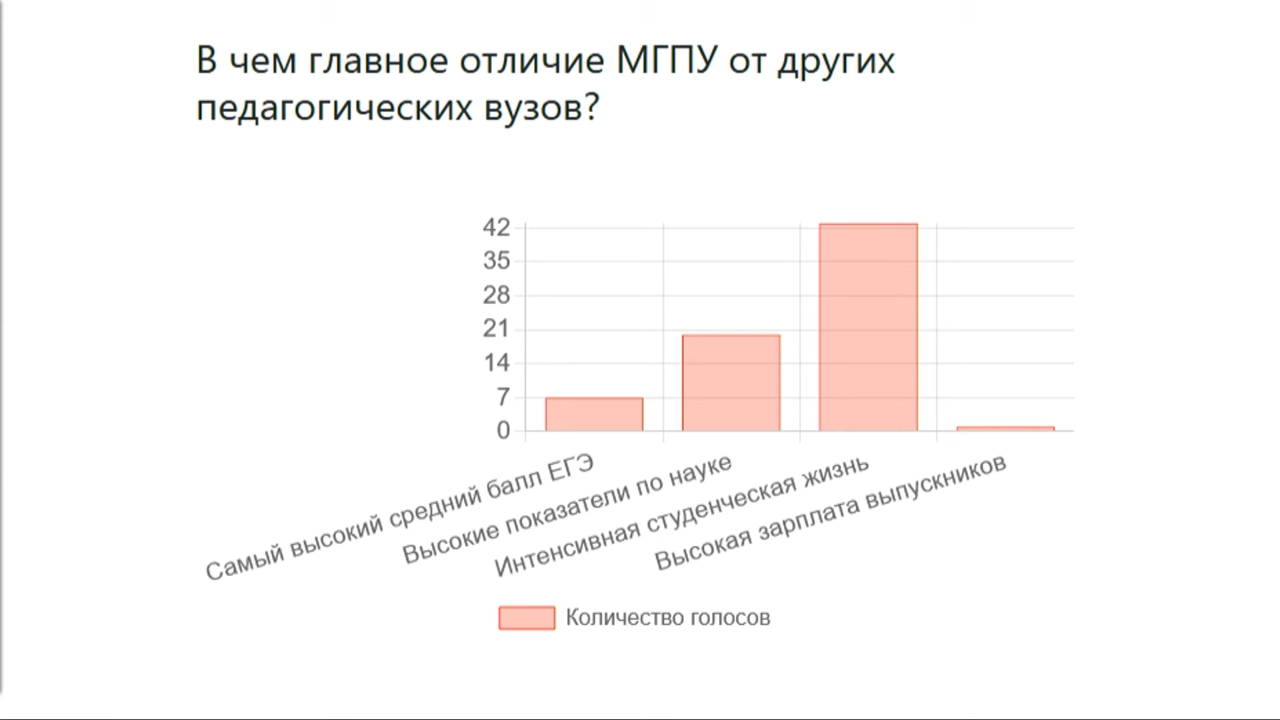 В чем главное отличие МГПУ от других
педагогических вузов?
42
35
28
21
14
7
0
Самый высокий средний балл ЕГЭ
Высокие показатели по науке
Интенсивная студенческая жизнь
Высокая зарплата выпускников
Количество голосов